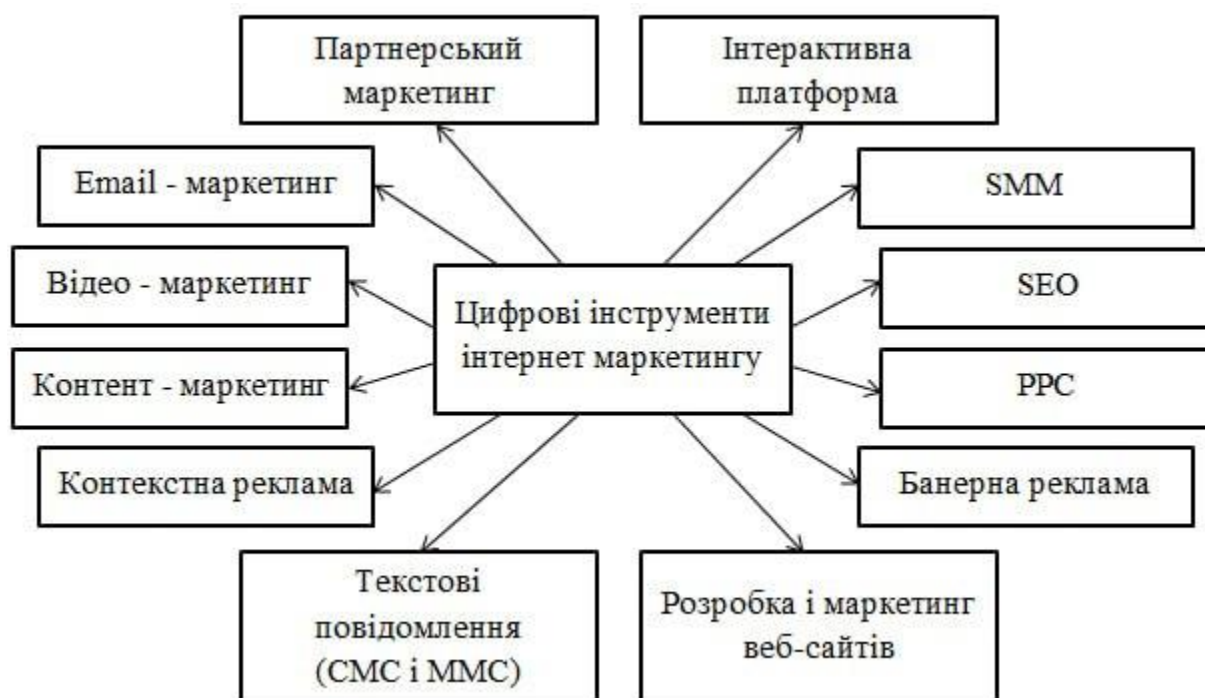 Партнерський
маркетинг
Інтерактивна
платформа
Email - маркетинг
SMM
Відео - маркетинг
SEO
Цифрові інструменти
інтернет маркетингу
Контент - маркетинг
PPC
Контекстна реклама
Банерна реклама
Текстові
повідомлення
(СМС і ММС)
Розробка і маркетинг
веб-сайтів